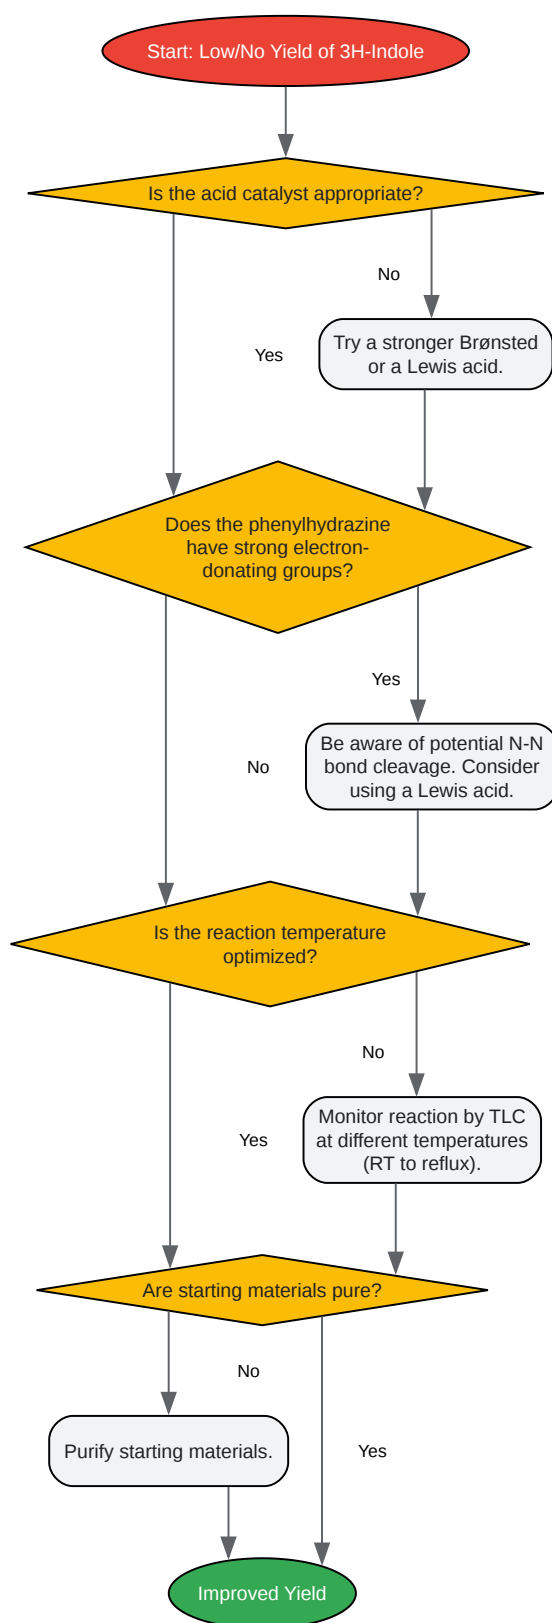 Start: Low/No Yield of 3H-Indole
Is the acid catalyst appropriate?
No
Yes
Try a stronger Brønsted
or a Lewis acid.
Does the phenylhydrazine
have strong electron-
donating groups?
Yes
No
Be aware of potential N-N
bond cleavage. Consider
using a Lewis acid.
Is the reaction temperature
optimized?
No
Yes
Monitor reaction by TLC
at different temperatures
(RT to reflux).
Are starting materials pure?
No
Purify starting materials.
Yes
Improved Yield